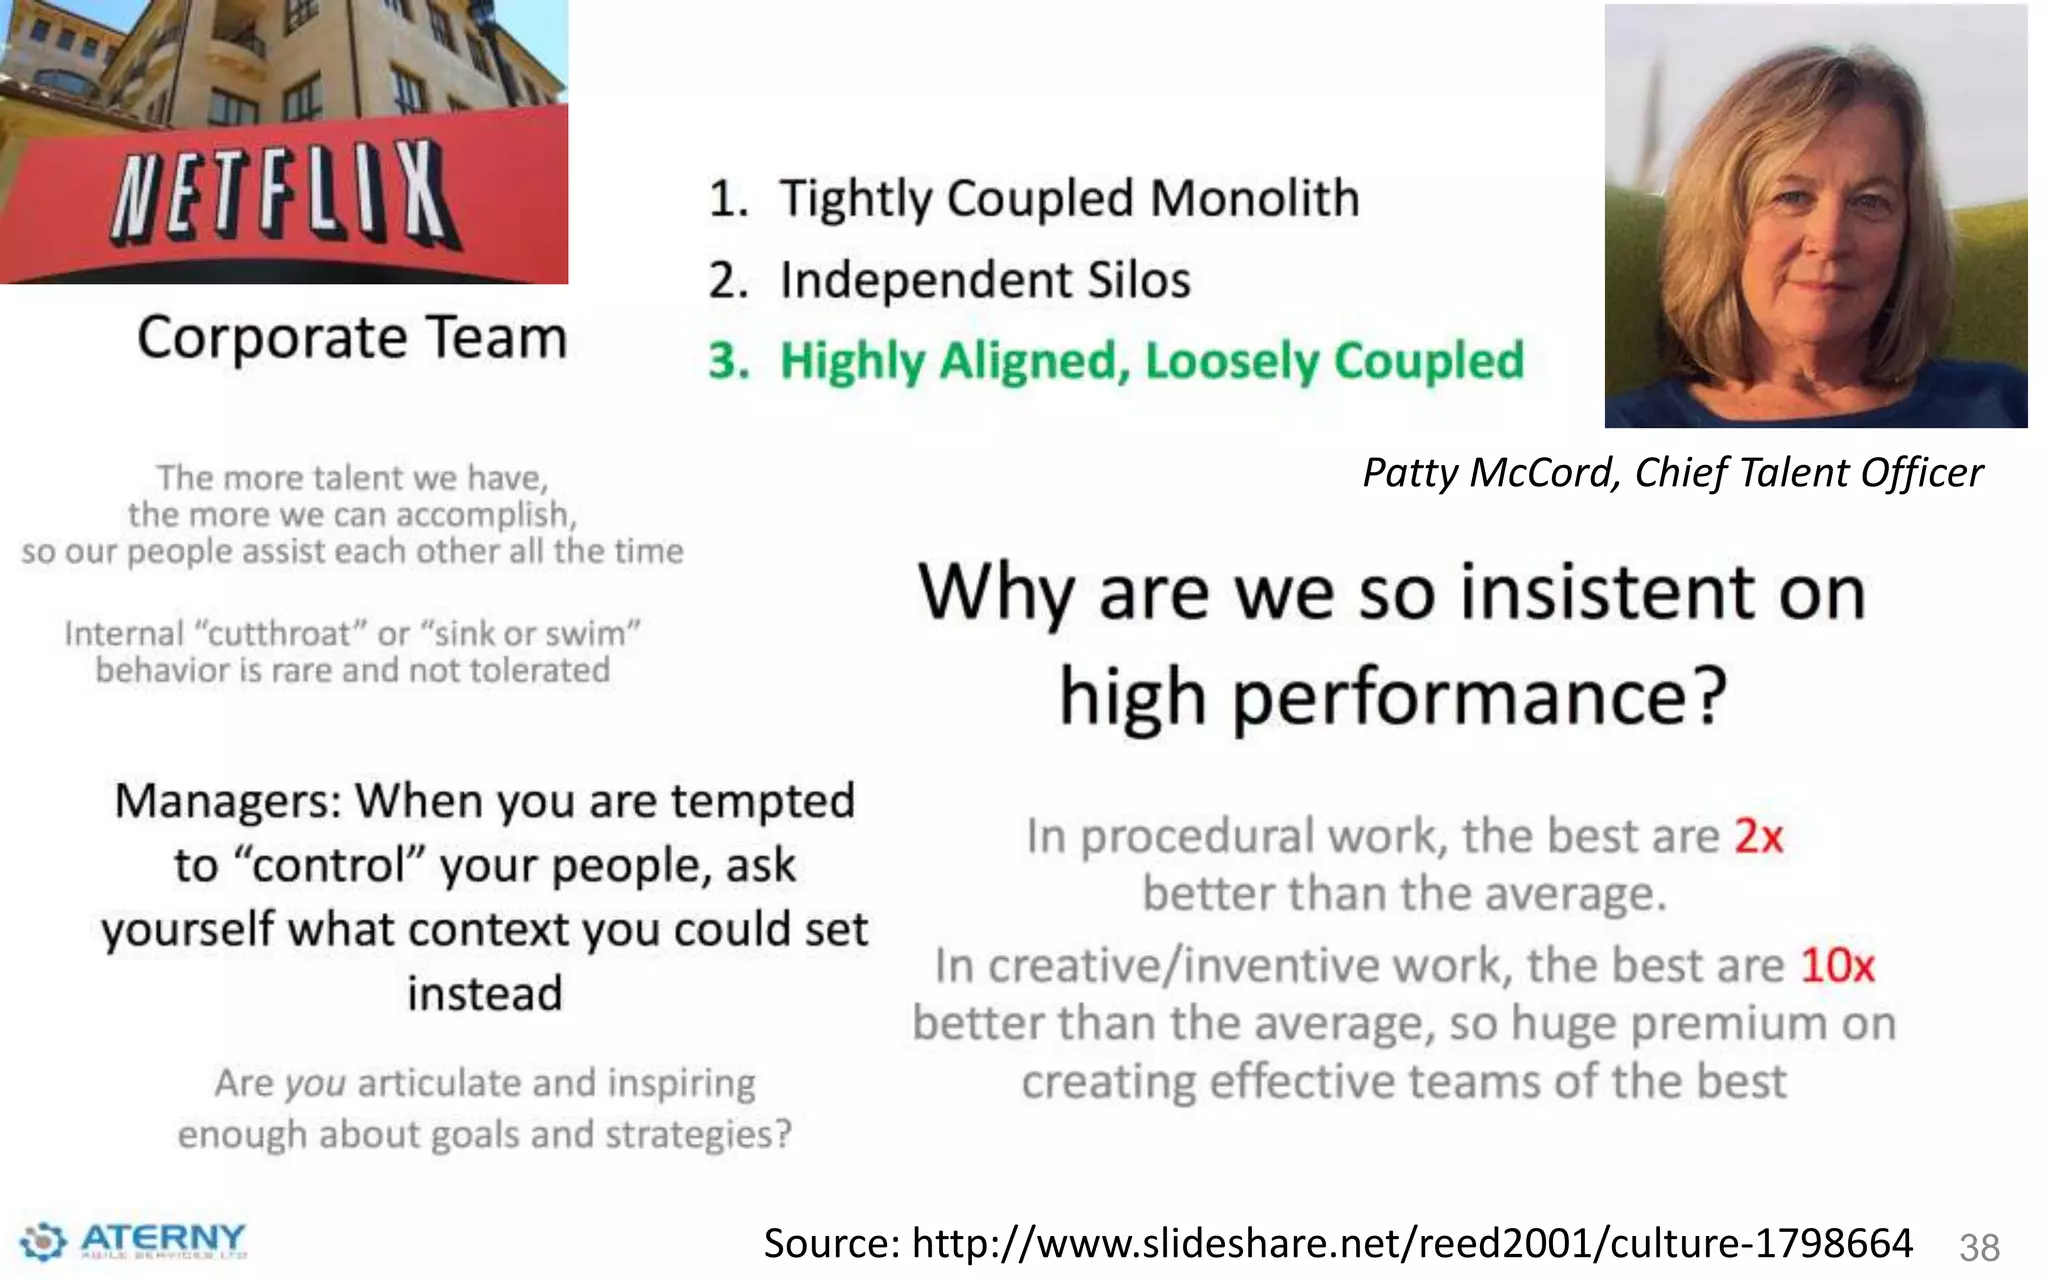 NETFLIX
Corporate Team
1. Tightly Coupled Monolith
2. Independent Silos
3. Highly Aligned, Loosely Coupled
Patty McCord, Chief Talent Officer
The more talent we have,
the more we can accomplish,
so our people assist each other all the time
Internal “cutthroat” or “sink or swim”
behavior is rare and not tolerated
Why are we so insistent on
high performance?
Managers: When you are tempted
to “control” your people, ask
yourself what context you could set
instead
Are you articulate and inspiring
enough about goals and strategies?
In procedural work, the best are 2x
better than the average.
In creative/inventive work, the best are 10x
better than the average, so huge premium on
creating effective teams of the best
ATERNY
AGILE SERVICES LTD
Source: http://www.slideshare.net/reed2001/culture-1798664
38